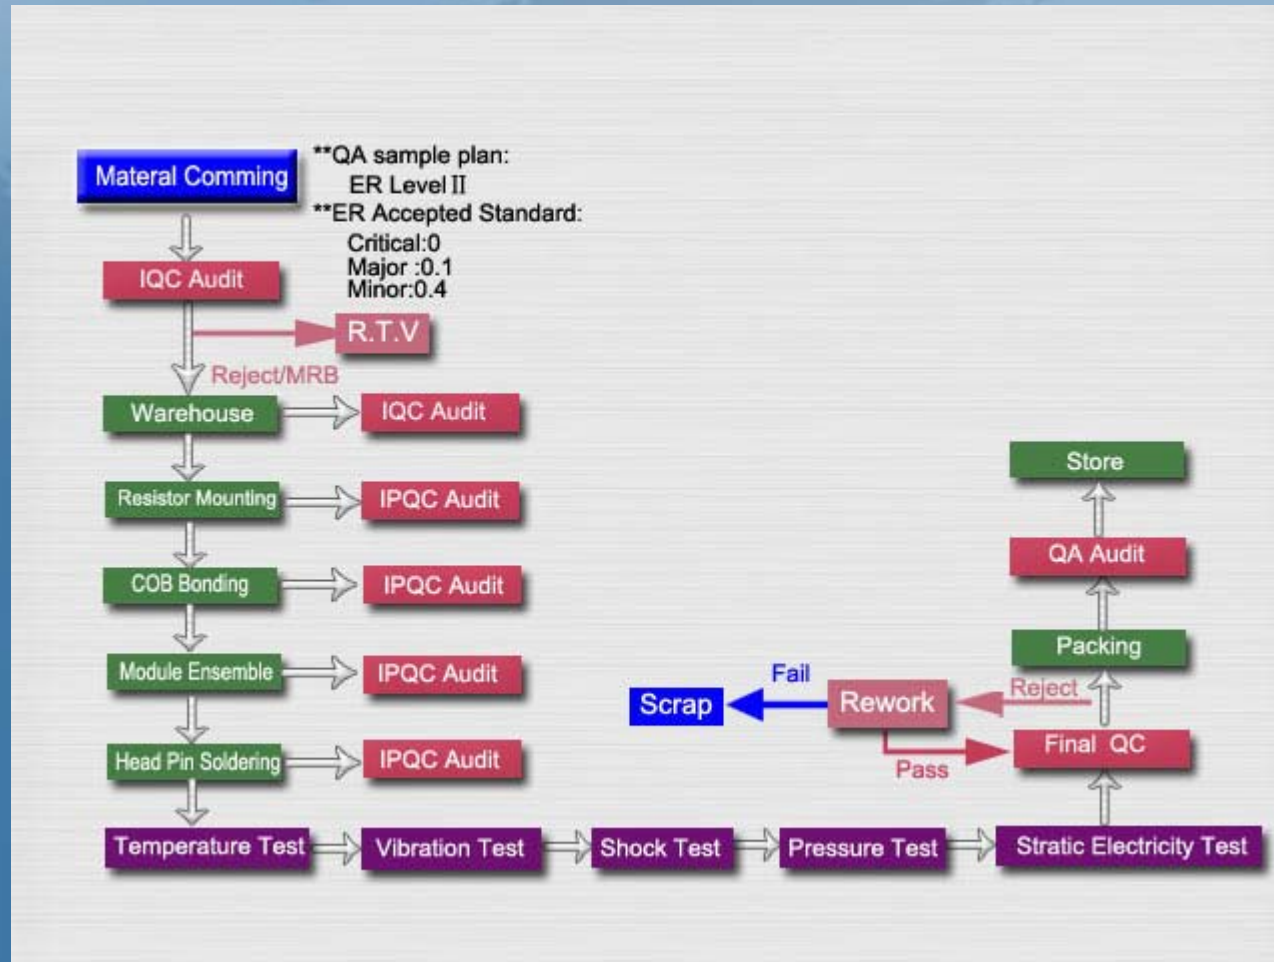 Materal Comming
**QA sample plan:
ER Level Ⅱ
**ER Accepted Standard:
Critical:0
Major :0.1
Minor:0.4
IQC Audit
R.T.V
Reject/MRB
Warehouse
IQC Audit
Resistor Mounting
IPQC Audit
COB Bonding
IPQC Audit
Module Ensemble
IPQC Audit
Head Pin Soldering
IPQC Audit
Temperature Test
Vibration Test
Shock Test
Pressure Test
Stratic Electricity Test
Final QC
Reject
Rework
Pass
Fail
Scrap
Packing
QA Audit
Store